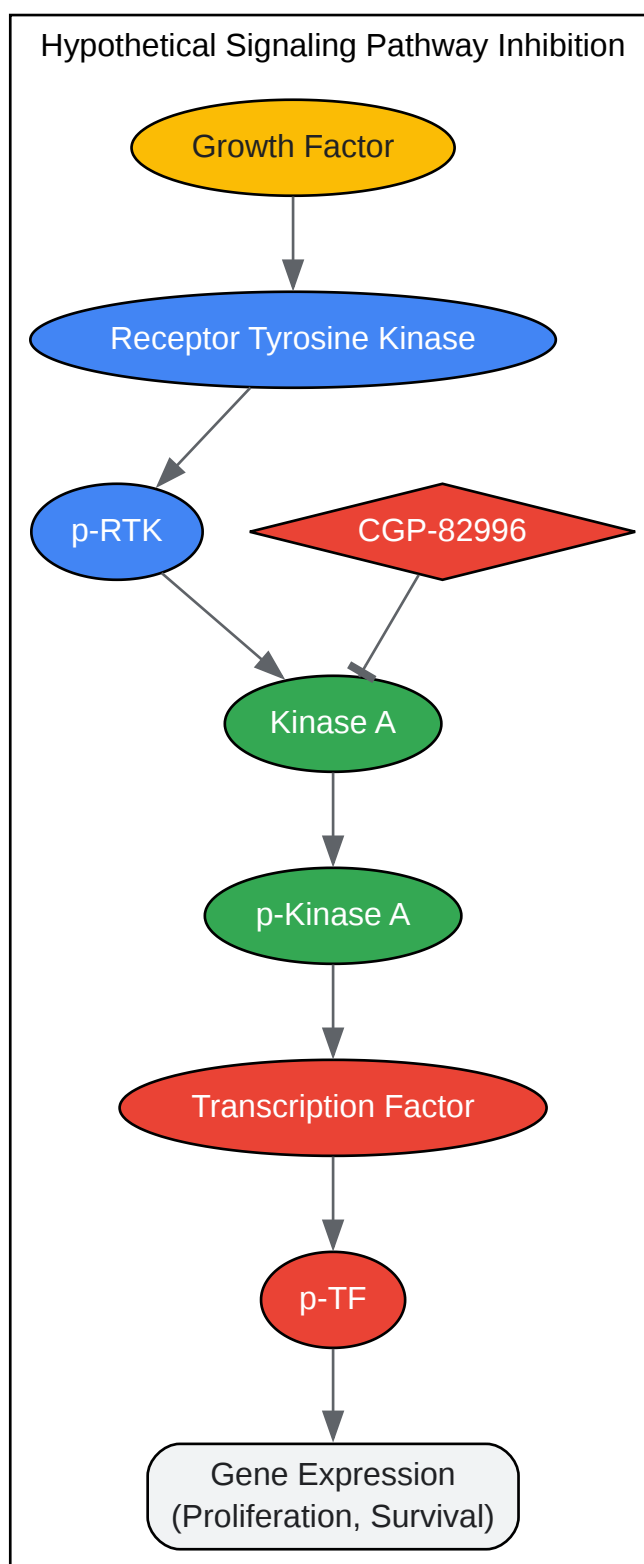 Hypothetical Signaling Pathway Inhibition
Growth Factor
Receptor Tyrosine Kinase
p-RTK
CGP-82996
Kinase A
p-Kinase A
Transcription Factor
p-TF
Gene Expression
(Proliferation, Survival)